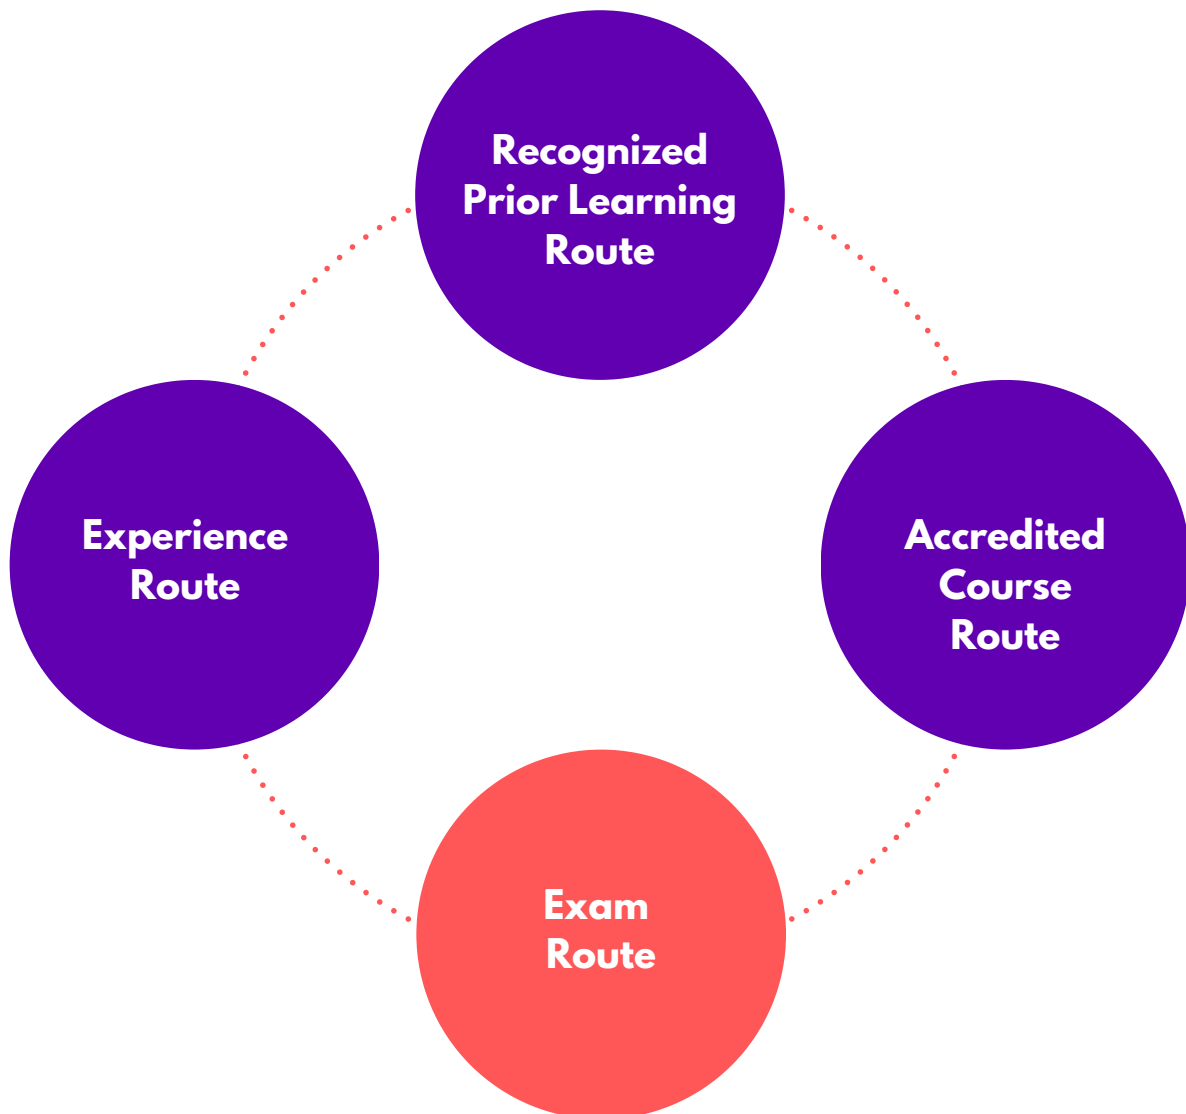 Recognized
Prior Learning
Route
Experience
Route
Accredited
Course
Route
Exam
Route